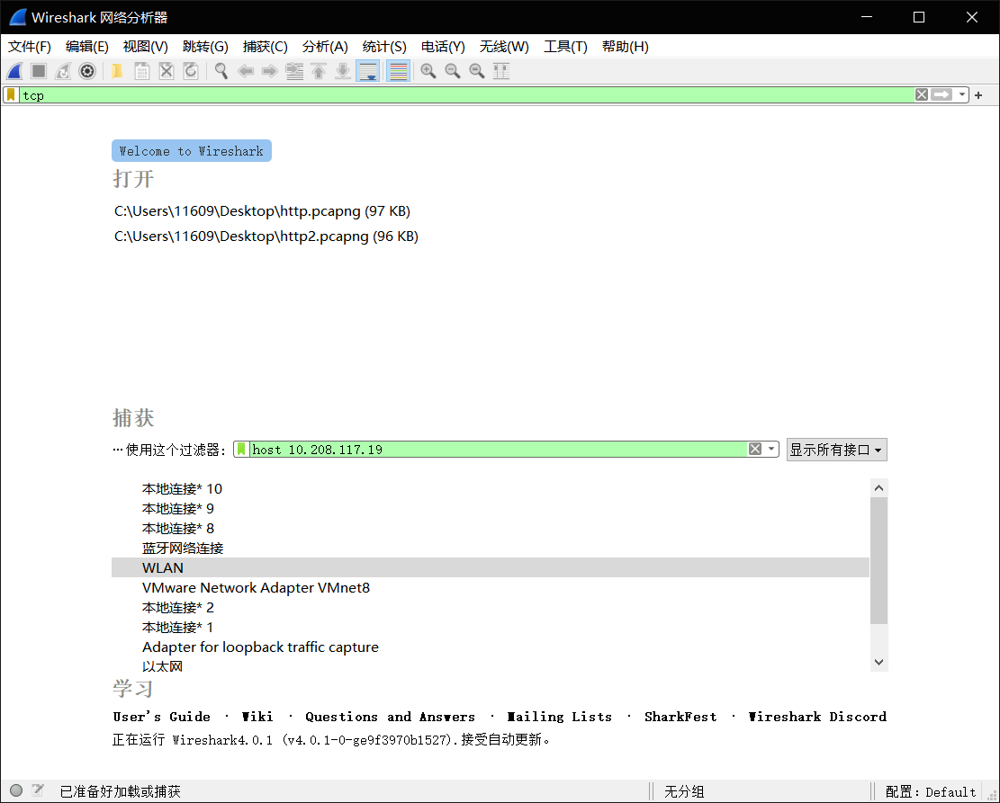 Wireshark 网络分析器
文件(F) 编辑(E) 视图(V) 跳转(G) 捕获(C) 分析(A) 统计(S) 电话(Y) 无线(W) 工具(T) 帮助(H)
tcp
Welcome to Wireshark
打开
C:\Users\11609\Desktop\http.pcapng (97 KB)
C:\Users\11609\Desktop\http2.pcapng (96 KB)
捕获
…使用这个过滤器: host 10.208.117.19 显示所有接口
本地连接* 10
本地连接* 9
本地连接* 8
蓝牙网络连接
WLAN
VMware Network Adapter VMnet8
本地连接* 2
本地连接* 1
Adapter for loopback traffic capture
以太网
学习
User's Guide · Wiki · Questions and Answers · Mailing Lists · SharkFest · Wireshark Discord
正在运行 Wireshark4.0.1 (v4.0.1-0-ge9f3970b1527).接受自动更新。
已准备好加载或捕获 无分组 配置：Default